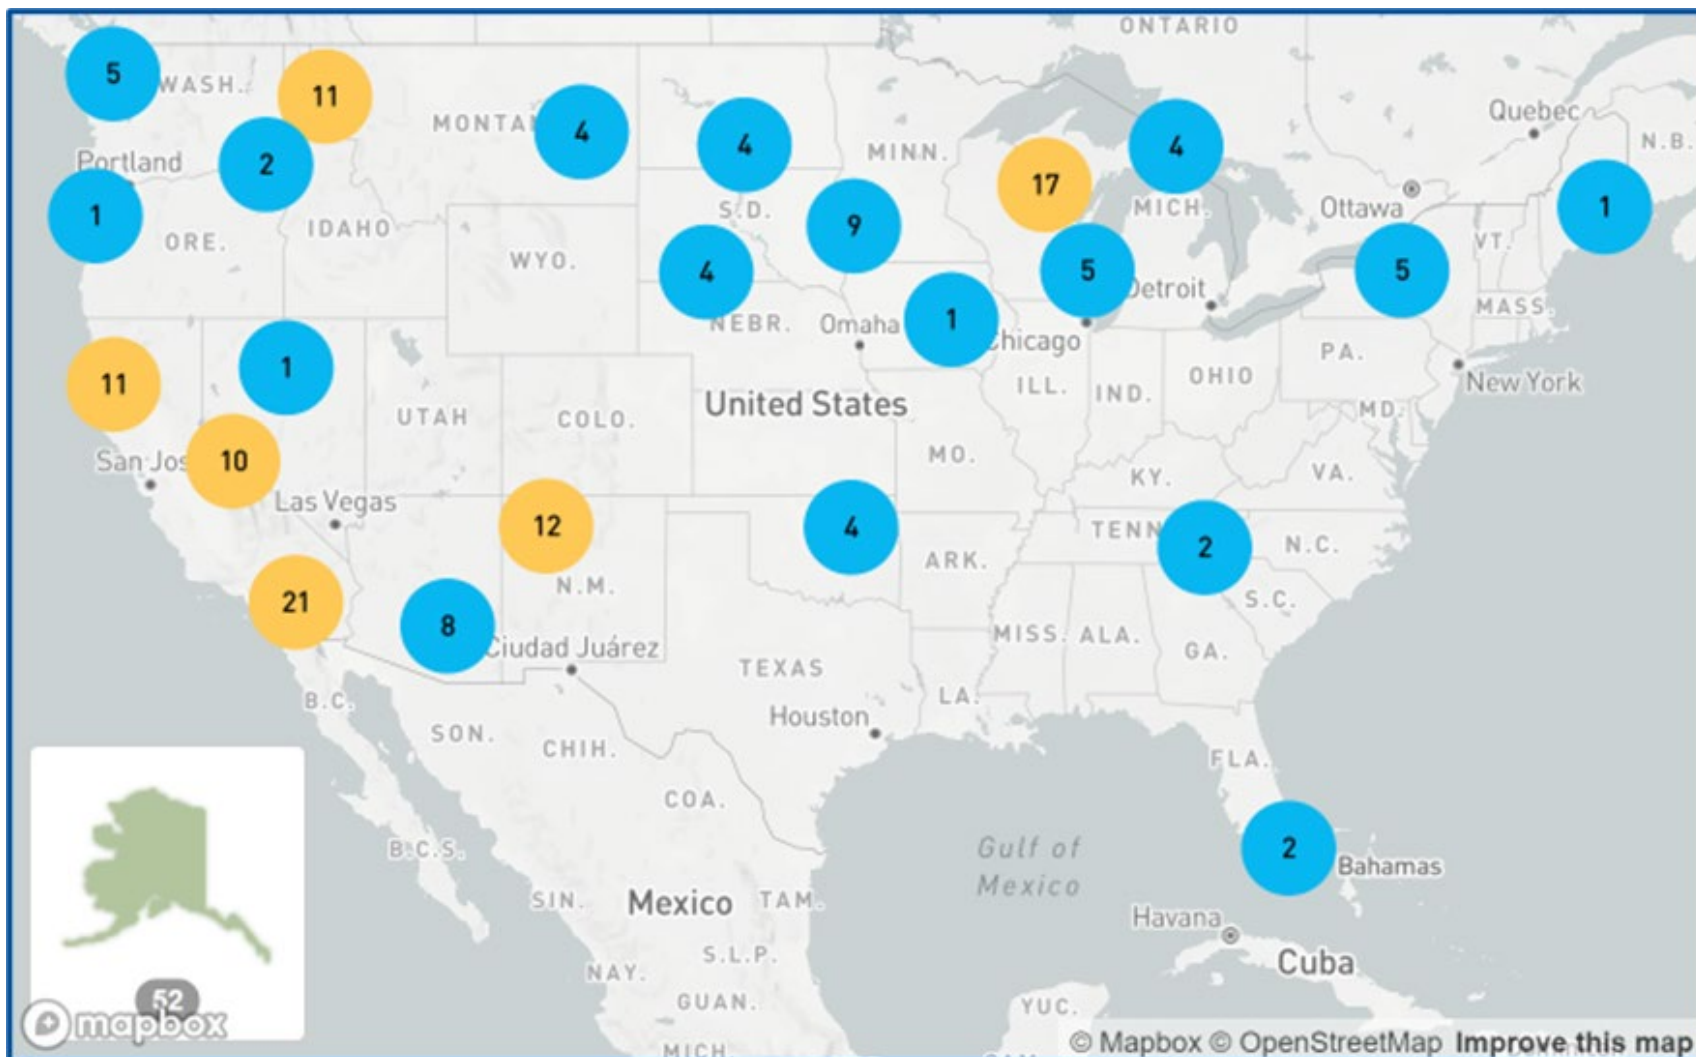 ONTARIO
5
WASH.
11
Quebec
MONTA
4
4
4
N.B.
MINN.
Portland
2
17
Ottawa
1
1
S.D.
MICH.
ORE.
IDAHO
9
VT.
WYO.
4
5
5
Detroit
MASS.
NEBR.
Omaha
1
Chicago
PA.
1
11
ILL.
IND.
OHIO
New York
United States
MD.
UTAH
COLO.
San Jos
10
MO.
KY.
VA.
Las Vegas
12
4
TENN
2
N.C.
ARK.
N.M.
21
S.C.
8
Ciudad Juárez
MISS.
ALA.
GA.
TEXAS
B.C.
LA.
Houston
SON.
CHIH.
FLA.
COA.
B.C.S.
Gulf of
Mexico
2
Bahamas
SIN.
Mexico
TAM.
Havana
S.L.P.
Cuba
NAY.
52
GUAN.
YUC.
mapbox
MICH.
© Mapbox © OpenStreetMap Improve this map